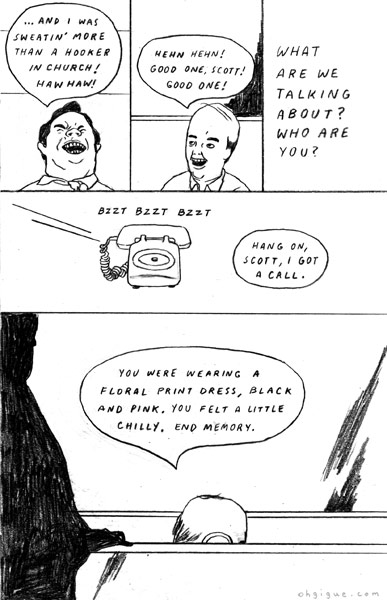 ... AND I WAS
SWEATIN' MORE
THAN A HOOKER
IN CHURCH!
HAW HAW!
HEHN HEHN!
GOOD ONE, SCOTT!
GOOD ONE!
WHAT
ARE WE
TALKING
ABOUT?
WHO ARE
YOU?
BZZT BZZT BZZT
HANG ON,
SCOTT, I GOT
A CALL.
YOU WERE WEARING A
FLORAL PRINT DRESS, BLACK
AND PINK. YOU FELT A LITTLE
CHILLY. END MEMORY.
ohgigue.com